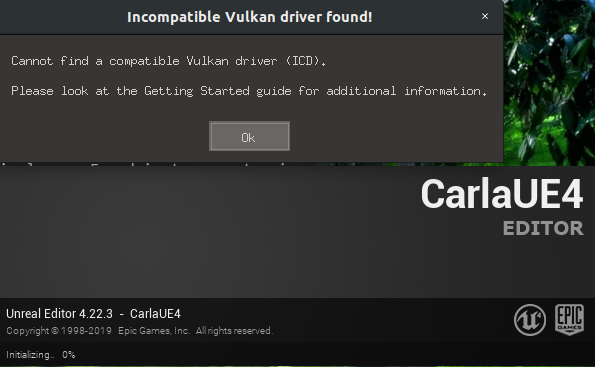 Incompatible Vulkan driver found!
×
Cannot find a compatible Vulkan driver (ICD).
Please look at the Getting Started guide for additional information.
Ok
CarlaUE4
EDITOR
Unreal Editor 4.22.3 - CarlaUE4
Copyright © 1998-2019 Epic Games, Inc. All rights reserved.
EPIC
GAMES
Initializing.. 0%